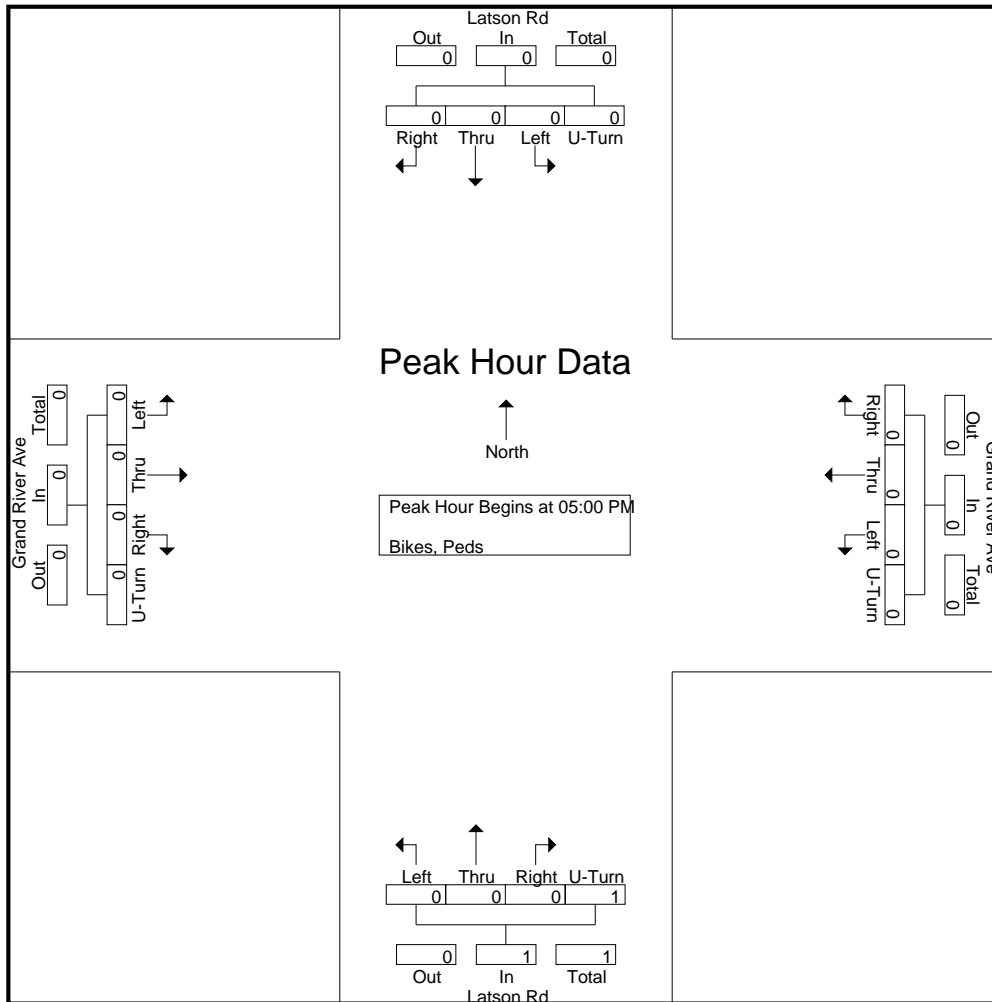 Latson Rd
Out In Total
0 0 0
0 0 0 0
Right Thru Left U-Turn
Peak Hour Data
North
Peak Hour Begins at 05:00 PM
Bikes, Peds
Grand River Ave
Out In Total
0 0 0
0 0 0 0
U-Turn Right Thru Left
Grand River Ave
Out In Total
0 0 0
0 0 0 0
Right Thru Left U-Turn
Left Thru Right U-Turn
0 0 0 1
0 1 1
Out In Total
Latson Rd